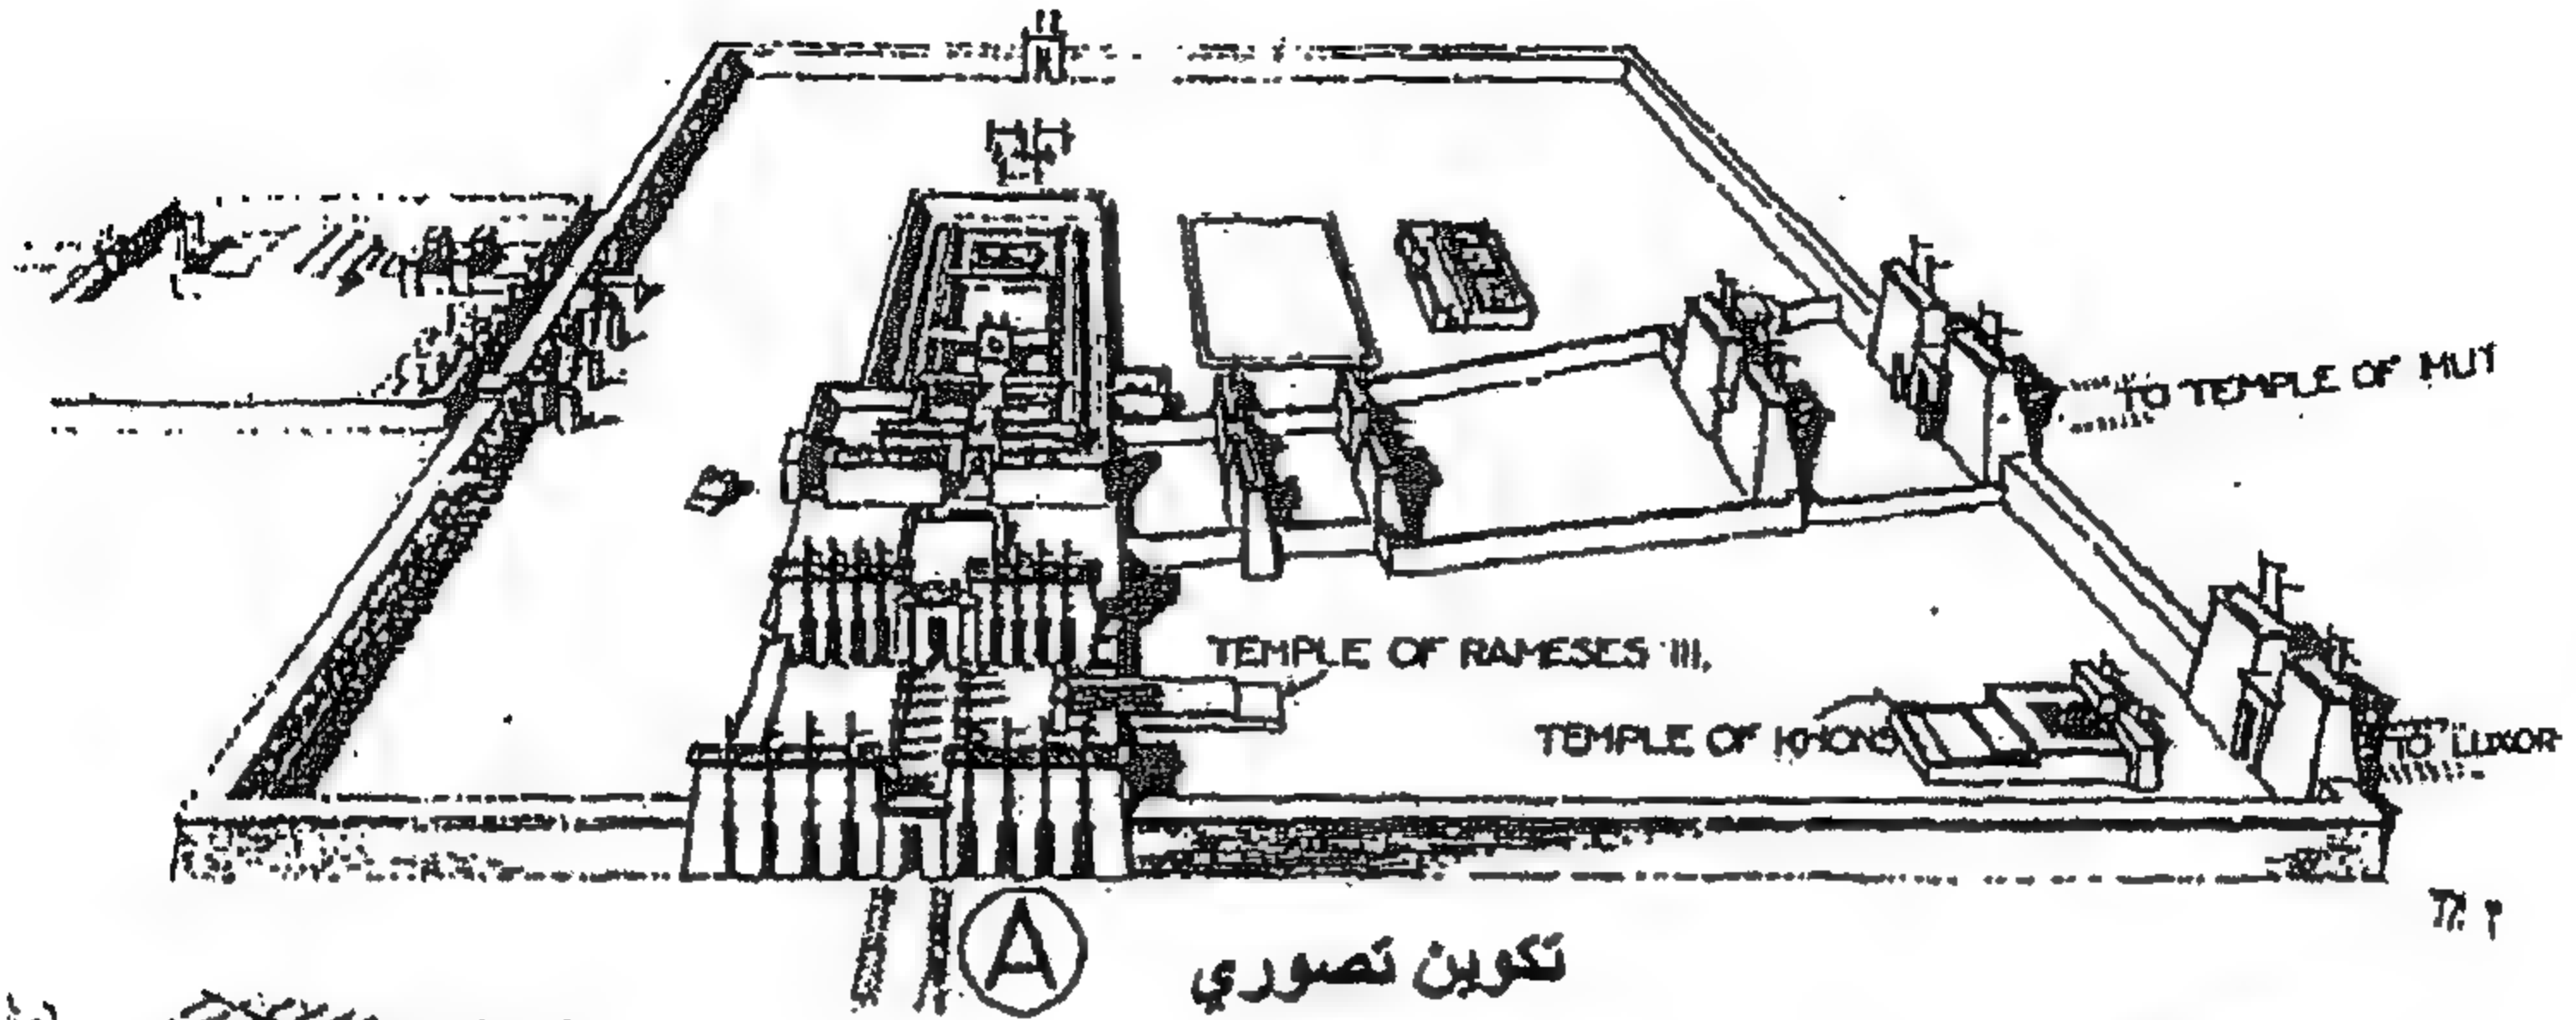 TO TEMPLE OF MUT
TEMPLE OF RAMESES III.
TEMPLE OF KHONS
TO LUXOR
A
تكوين تصوري